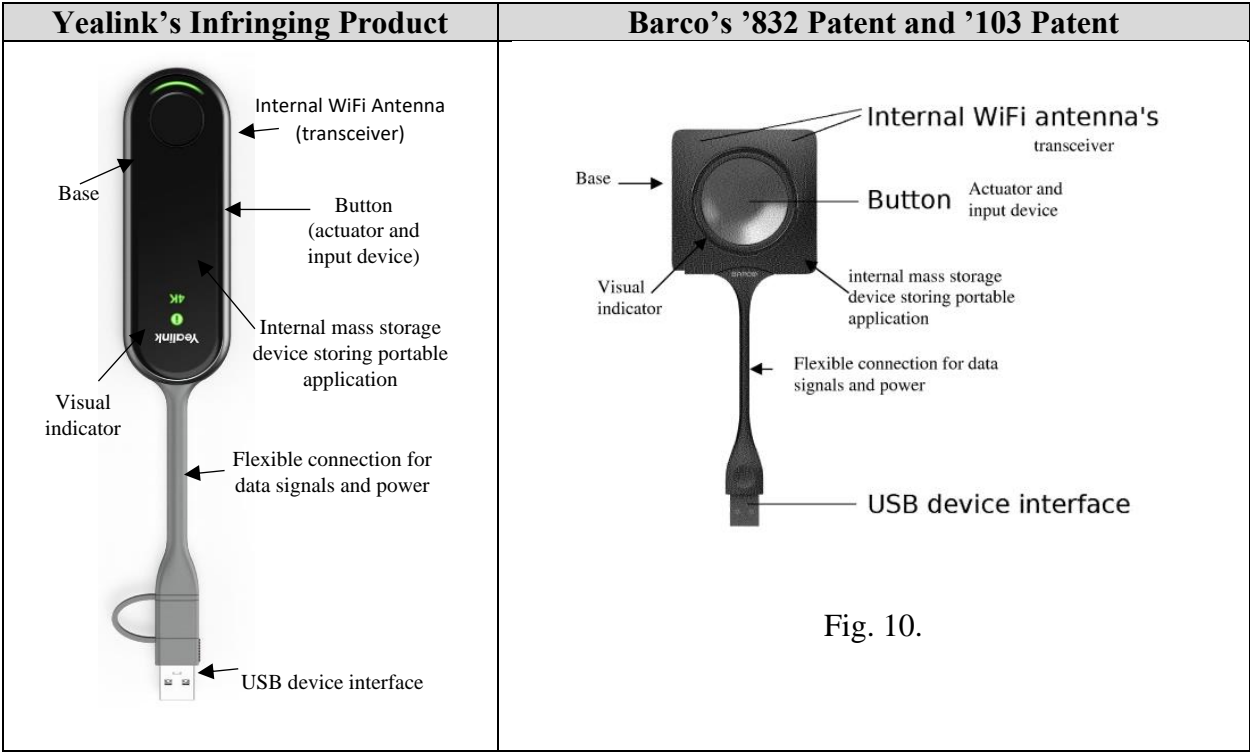 Yealink's Infringing Product
Barco's '832 Patent and '103 Patent
Internal WiFi Antenna
(transceiver)
Base
Button
(actuator and
input device)
4K
Yealink
Internal mass storage
device storing portable
application
Visual
indicator
Flexible connection for
data signals and power
USB device interface
Internal WiFi antenna's
transceiver
Base
Button
Actuator and
input device
BARCO
Visual
indicator
internal mass storage
device storing portable
application
Flexible connection for data
signals and power
USB device interface
Fig. 10.